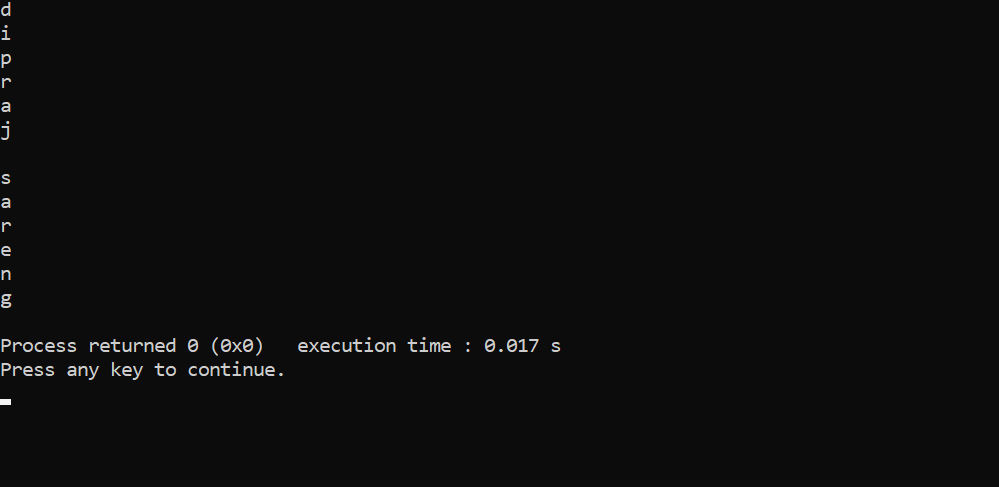 d
i
p
r
a
j

s
a
r
e
n
g

Process returned 0 (0x0)   execution time : 0.017 s
Press any key to continue.